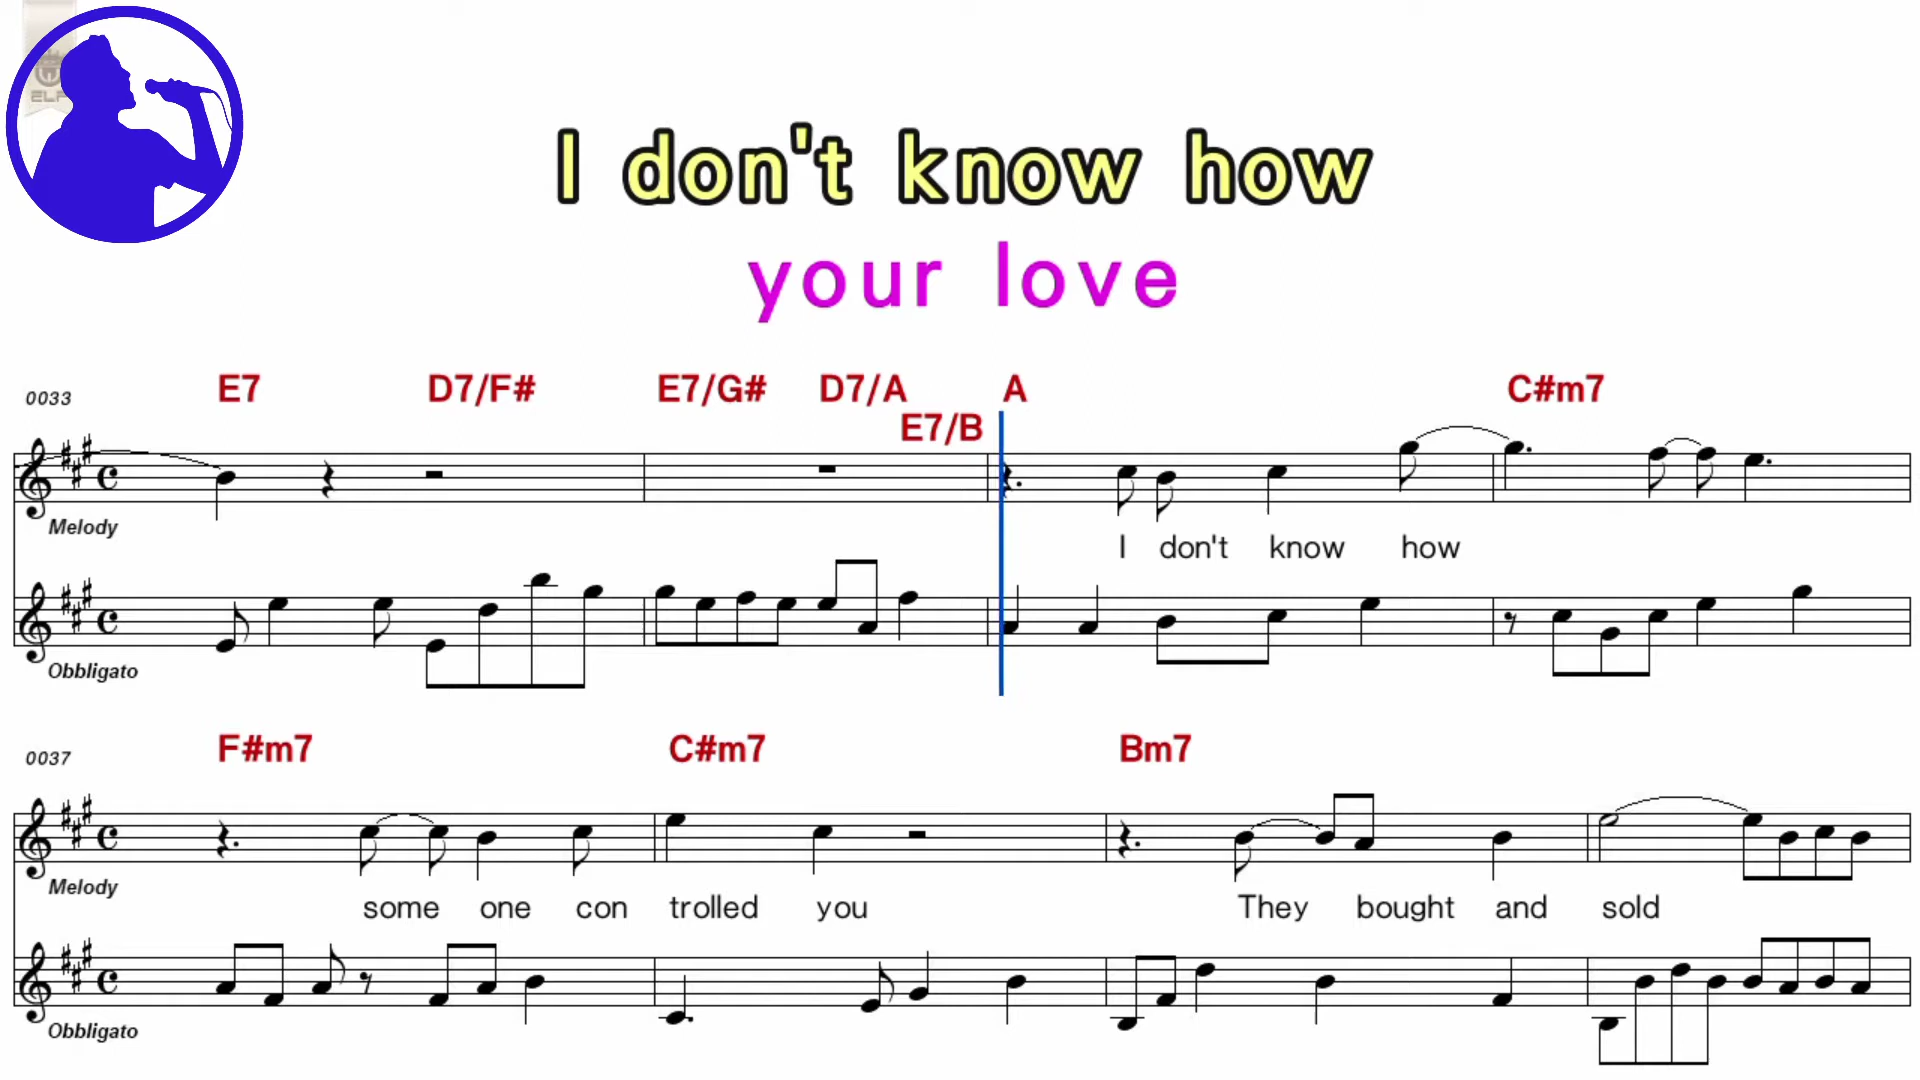 ELF
I don't know how
your love
0033 E7 D7/F# E7/G# D7/A E7/B A C#m7
Melody
I don't know how
Obbligato
0037 F#m7 C#m7 Bm7
Melody
some one con trolled you They bought and sold
Obbligato